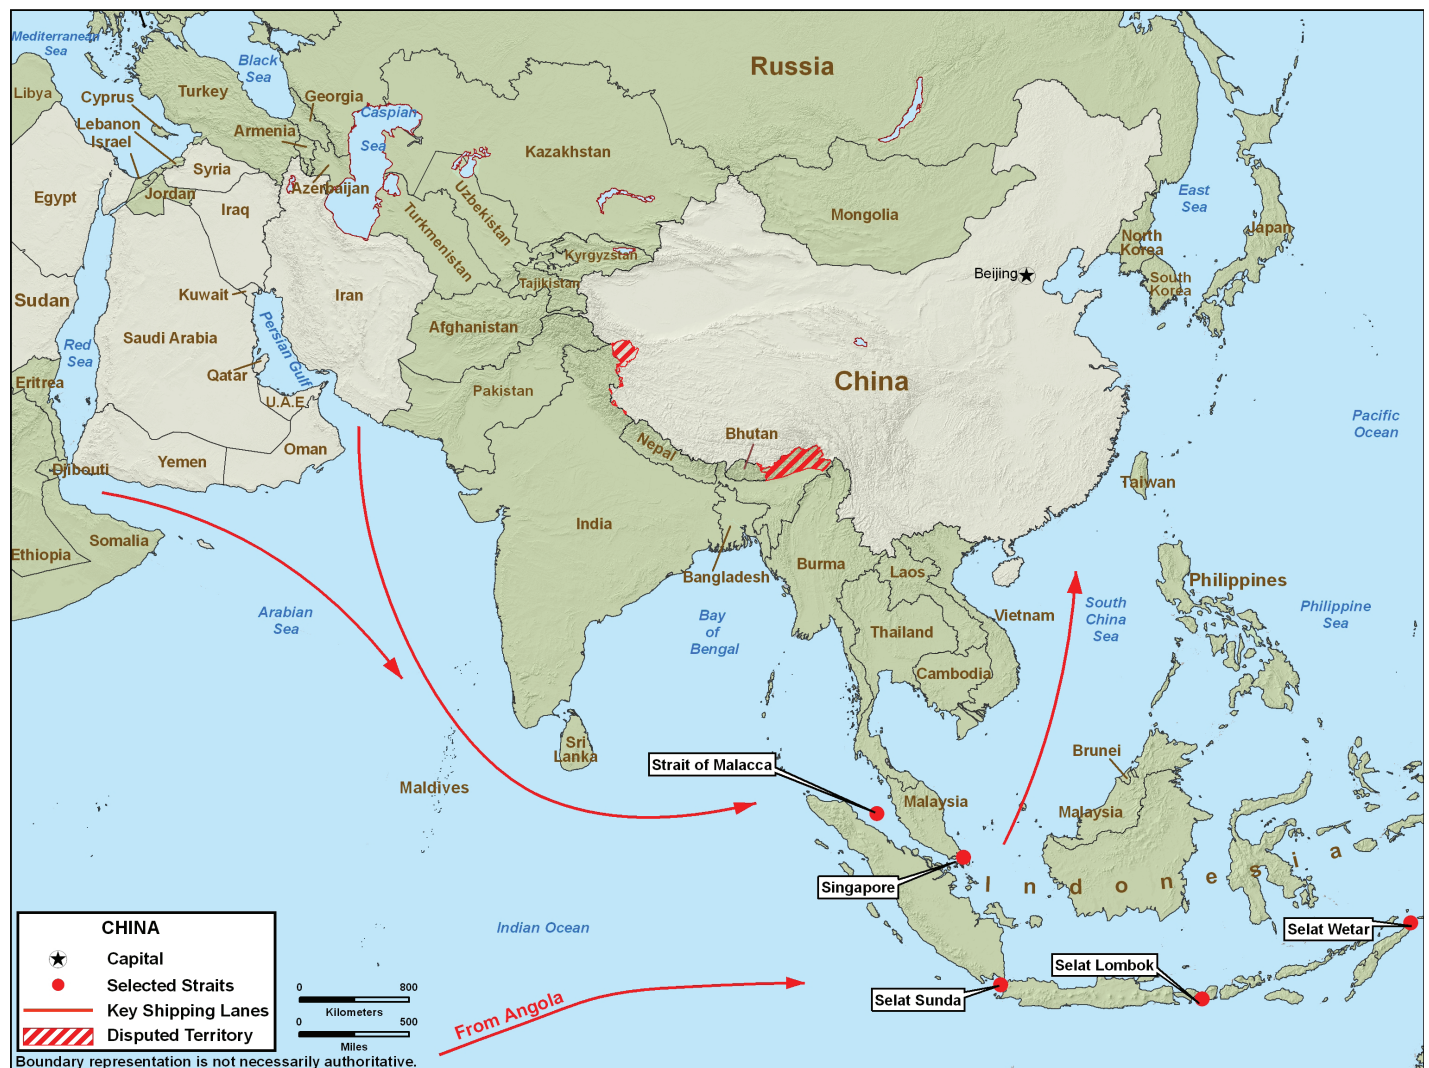 Mediterranean
Sea
Black
Sea
Russia
Libya
Cyprus
Turkey
Georgia
Caspian
Sea
Lebanon
Israel
Armenia
Kazakhstan
Syria
Azerbaijan
Egypt
Jordan
Iraq
Uzbekistan
Turkmenistan
Mongolia
East
Sea
Japan
North
Korea
South
Korea
Kyrgyzstan
Tajikistan
Beijing
Sudan
Kuwait
Iran
Saudi Arabia
Persian Gulf
Afghanistan
Red
Sea
Qatar
Eritrea
U.A.E.
Pakistan
China
Pacific
Ocean
Oman
Nepal
Bhutan
Djibouti
Yemen
Taiwan
India
Ethiopia
Somalia
Bangladesh
Burma
Laos
Philippines
Arabian
Sea
Bay
of
Bengal
Vietnam
South
China
Sea
Philippine
Sea
Thailand
Cambodia
Sri
Lanka
Strait of Malacca
Brunei
Maldives
Malaysia
Malaysia
Singapore
Indonesia
Indian Ocean
Selat Wetar
Selat Lombok
Selat Sunda
From Angola
CHINA
Capital
Selected Straits
Key Shipping Lanes
Disputed Territory
0 800
Kilometers
0 500
Miles
Boundary representation is not necessarily authoritative.